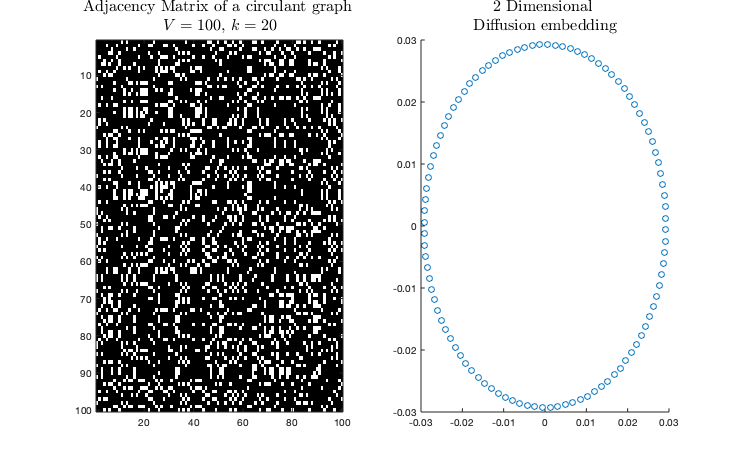 Adjacency Matrix of a circulant graph
V = 100, k = 20
10
20
30
40
50
60
70
80
90
100
20 40 60 80 100
2 Dimensional
Diffusion embedding
0.03
0.02
0.01
0
-0.01
-0.02
-0.03
-0.03 -0.02 -0.01 0 0.01 0.02 0.03